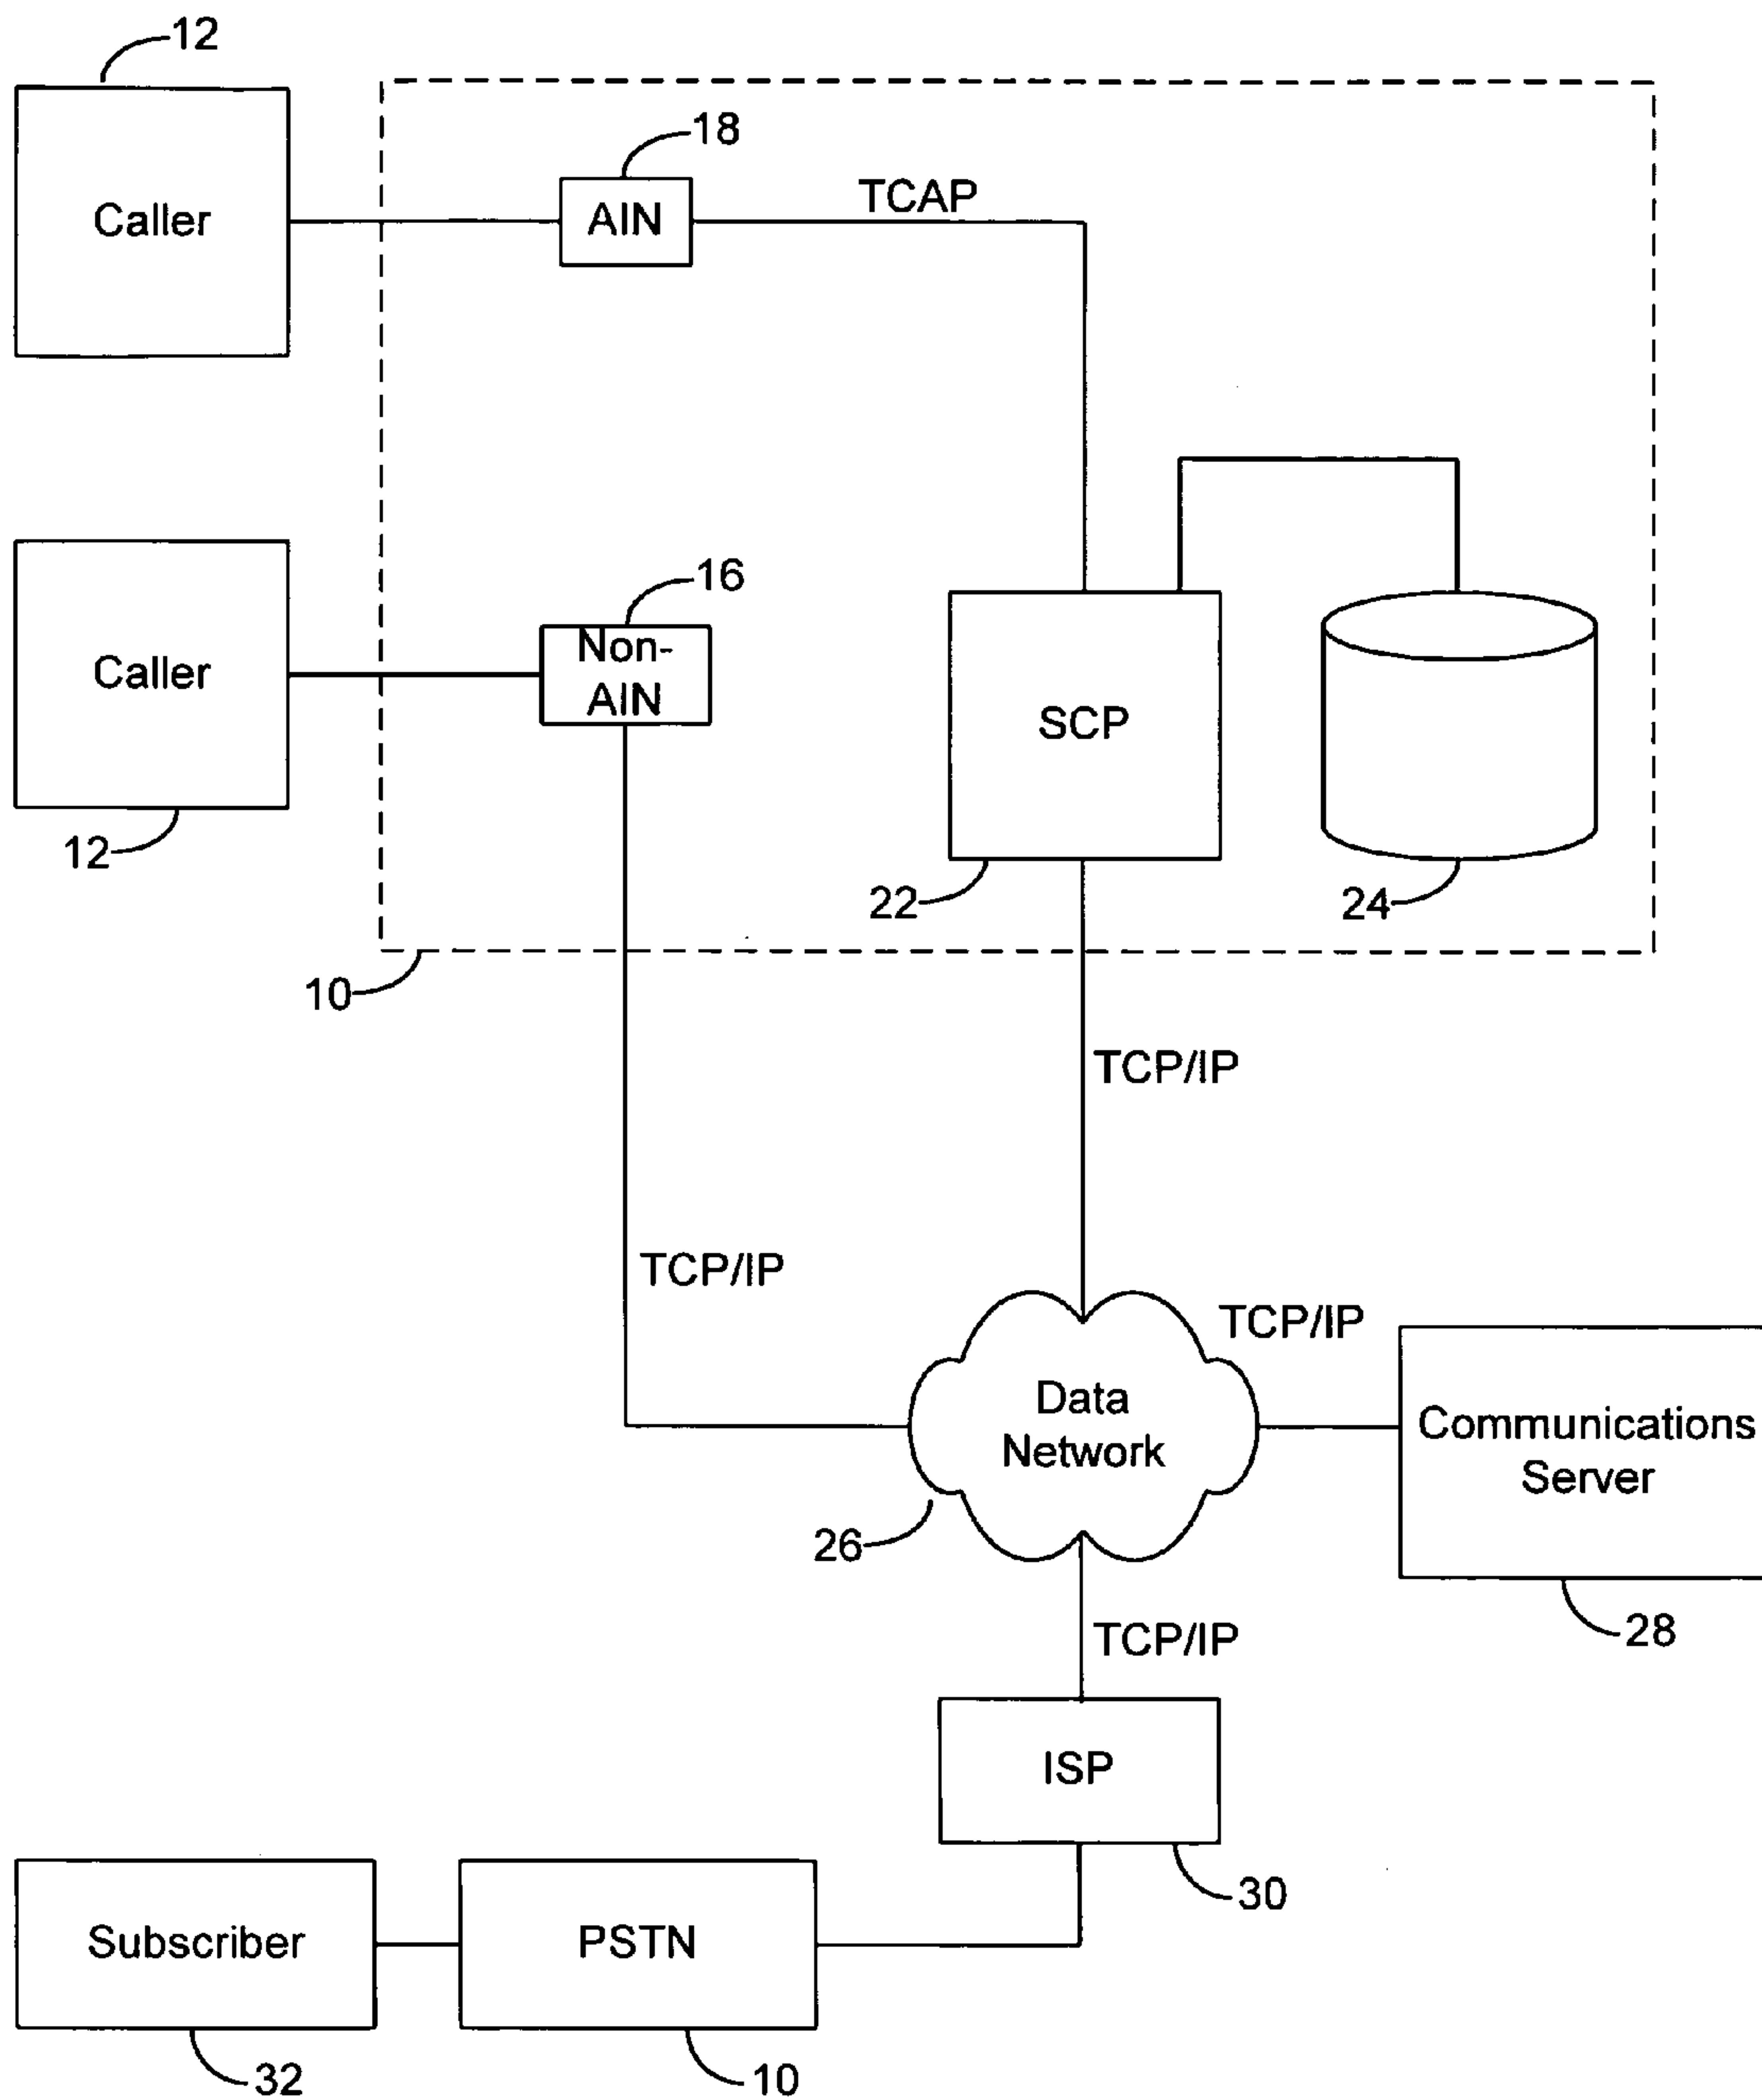 12
18
Caller
AIN
TCAP
16
Caller
Non-
AIN
SCP
12
22
24
10
TCP/IP
TCP/IP
TCP/IP
Data
Network
Communications
Server
26
28
TCP/IP
ISP
30
Subscriber
PSTN
32
10